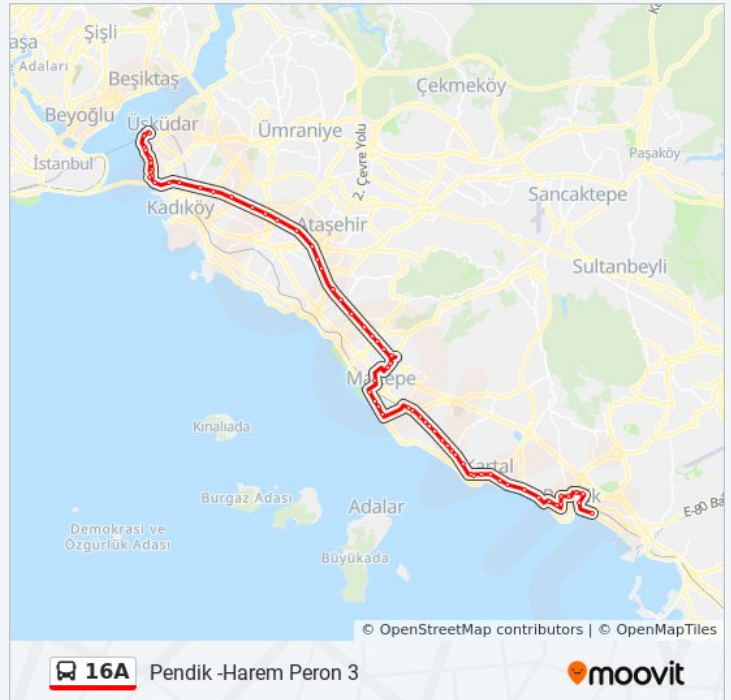 Şişli
aşa
e Adaları
Beşiktaş
Çekmeköy
Beyoğlu
Üsküdar
Ümraniye
2. Çevre Yolu
Paşaköy
İstanbul
Sancaktepe
Kadıköy
Ataşehir
Sultanbeyli
Maltepe
Kınalıada
Kartal
Burgaz Adası
Adalar
Pendik
E-80 Ba
Demokrasi ve
Özgürlük Adası
Büyükada
© OpenStreetMap contributors | © OpenMapTiles
16A Pendik -Harem Peron 3
moovit